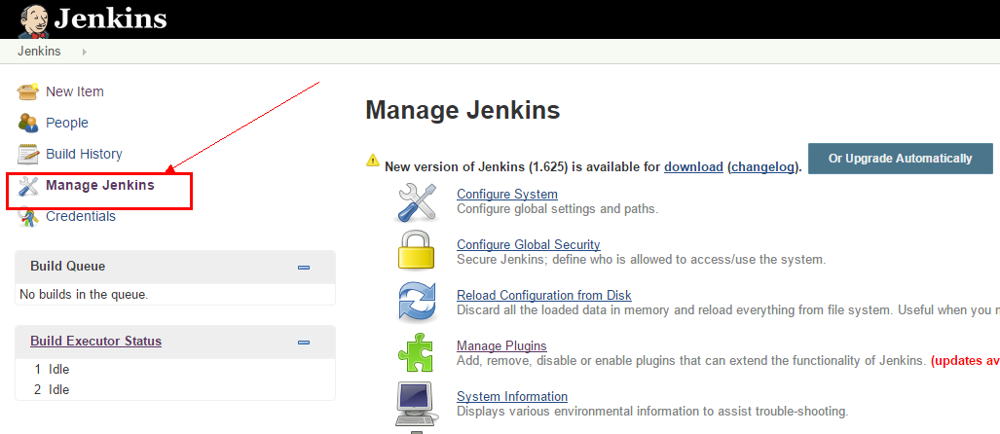 Jenkins
Jenkins
New Item
People
Build History
Manage Jenkins
Credentials
Build Queue
No builds in the queue.
Build Executor Status
1 Idle
2 Idle
Manage Jenkins
New version of Jenkins (1.625) is available for download (changelog).
Or Upgrade Automatically
Configure System
Configure global settings and paths.
Configure Global Security
Secure Jenkins; define who is allowed to access/use the system.
Reload Configuration from Disk
Discard all the loaded data in memory and reload everything from file system. Useful when you
Manage Plugins
Add, remove, disable or enable plugins that can extend the functionality of Jenkins. (updates av
System Information
Displays various environmental information to assist trouble-shooting.